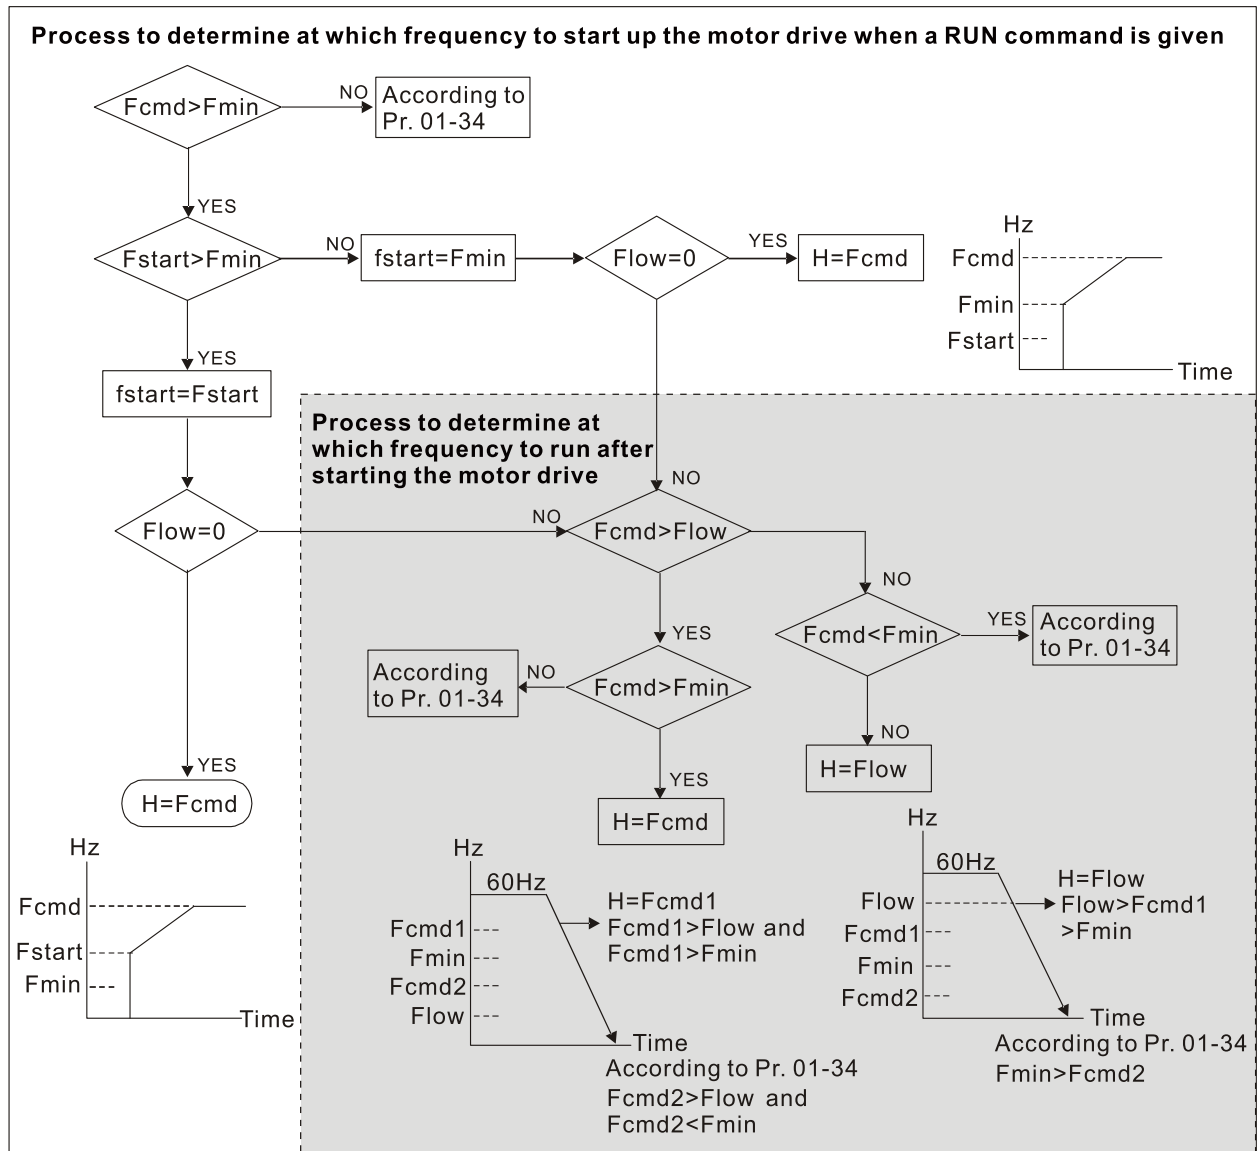 Process to determine at which frequency to start up the motor drive when a RUN command is given
Fcmd>Fmin
NO
According to
Pr. 01-34
YES
Fstart>Fmin
NO
fstart=Fmin
Flow=0
YES
H=Fcmd
Hz
Fcmd
Fmin
Fstart
Time
YES
fstart=Fstart
Process to determine at
which frequency to run after
starting the motor drive
NO
Flow=0
NO
Fcmd>Flow
NO
Fcmd<Fmin
YES
According
to Pr. 01-34
YES
According
to Pr. 01-34
NO
Fcmd>Fmin
NO
H=Flow
YES
H=Fcmd
YES
H=Fcmd
Hz
Fcmd
Fstart
Fmin
Time
Hz
60Hz
Fcmd1
Fmin
Fcmd2
Flow
H=Fcmd1
Fcmd1>Flow and
Fcmd1>Fmin
Time
According to Pr. 01-34
Fcmd2>Flow and
Fcmd2<Fmin
Hz
60Hz
Flow
Fcmd1
Fmin
Fcmd2
H=Flow
Flow>Fcmd1
>Fmin
Time
According to Pr. 01-34
Fmin>Fcmd2